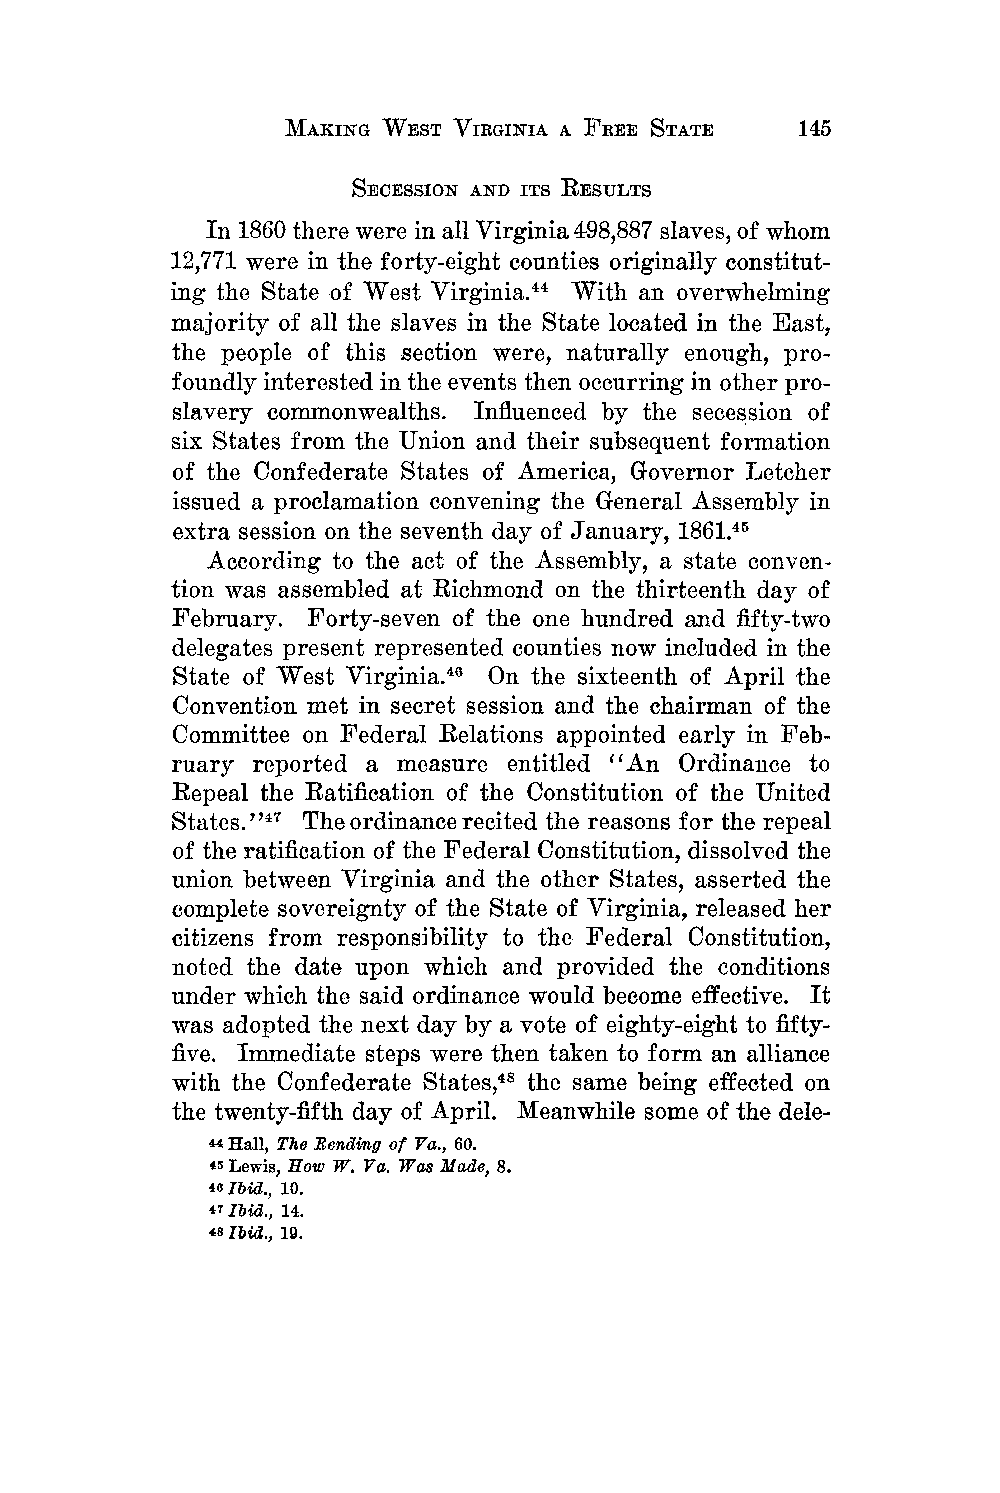 MAKING WEST VIRGINIA A FREE STATE 145
SECESSION AND ITS RESULTS
In 1860 there were in all Virginia 498,887 slaves, of whom
12,771 were in the forty-eight counties originally constitut-
ing the State of West Virginia.44 With an overwhelming
majority of all the slaves in the State located in the East,
the people of this section were, naturally enough, pro-
foundly interested in the events then occurring in other pro-
slavery commonwealths. Influenced by the secession of
six States from the Union and their subsequent formation
of the Confederate States of America, Governor Letcher
issued a proclamation convening the General Assembly in
extra session on the seventh day of January, 1861.45
According to the act of the Assembly, a state conven-
tion was assembled at Richmond on the thirteenth day of
February. Forty-seven of the one hundred and fifty-two
delegates present represented counties now included in the
State of West Virginia.46 On the sixteenth of April the
Convention met in secret session and the chairman of the
Committee on Federal Relations appointed early in Feb-
ruary reported a measure entitled "An Ordinance to
Repeal the Ratification of the Constitution of the United
States."47 The ordinance recited the reasons for the repeal
of the ratification of the Federal Constitution, dissolved the
union between Virginia and the other States, asserted the
complete sovereignty of the State of Virginia, released her
citizens from responsibility to the Federal Constitution,
noted the date upon which and provided the conditions
under which the said ordinance would become effective. It
was adopted the next day by a vote of eighty-eight to fifty-
five. Immediate steps were then taken to form an alliance
with the Confederate States,48 the same being effected on
the twenty-fifth day of April. Meanwhile some of the dele-
44 Hall, The Rending of Va., 60.
45 Lewis, How W. Va. Was Made, 8.
46 Ibid., 10.
47 Ibid., 14.
48 Ibid., 19.